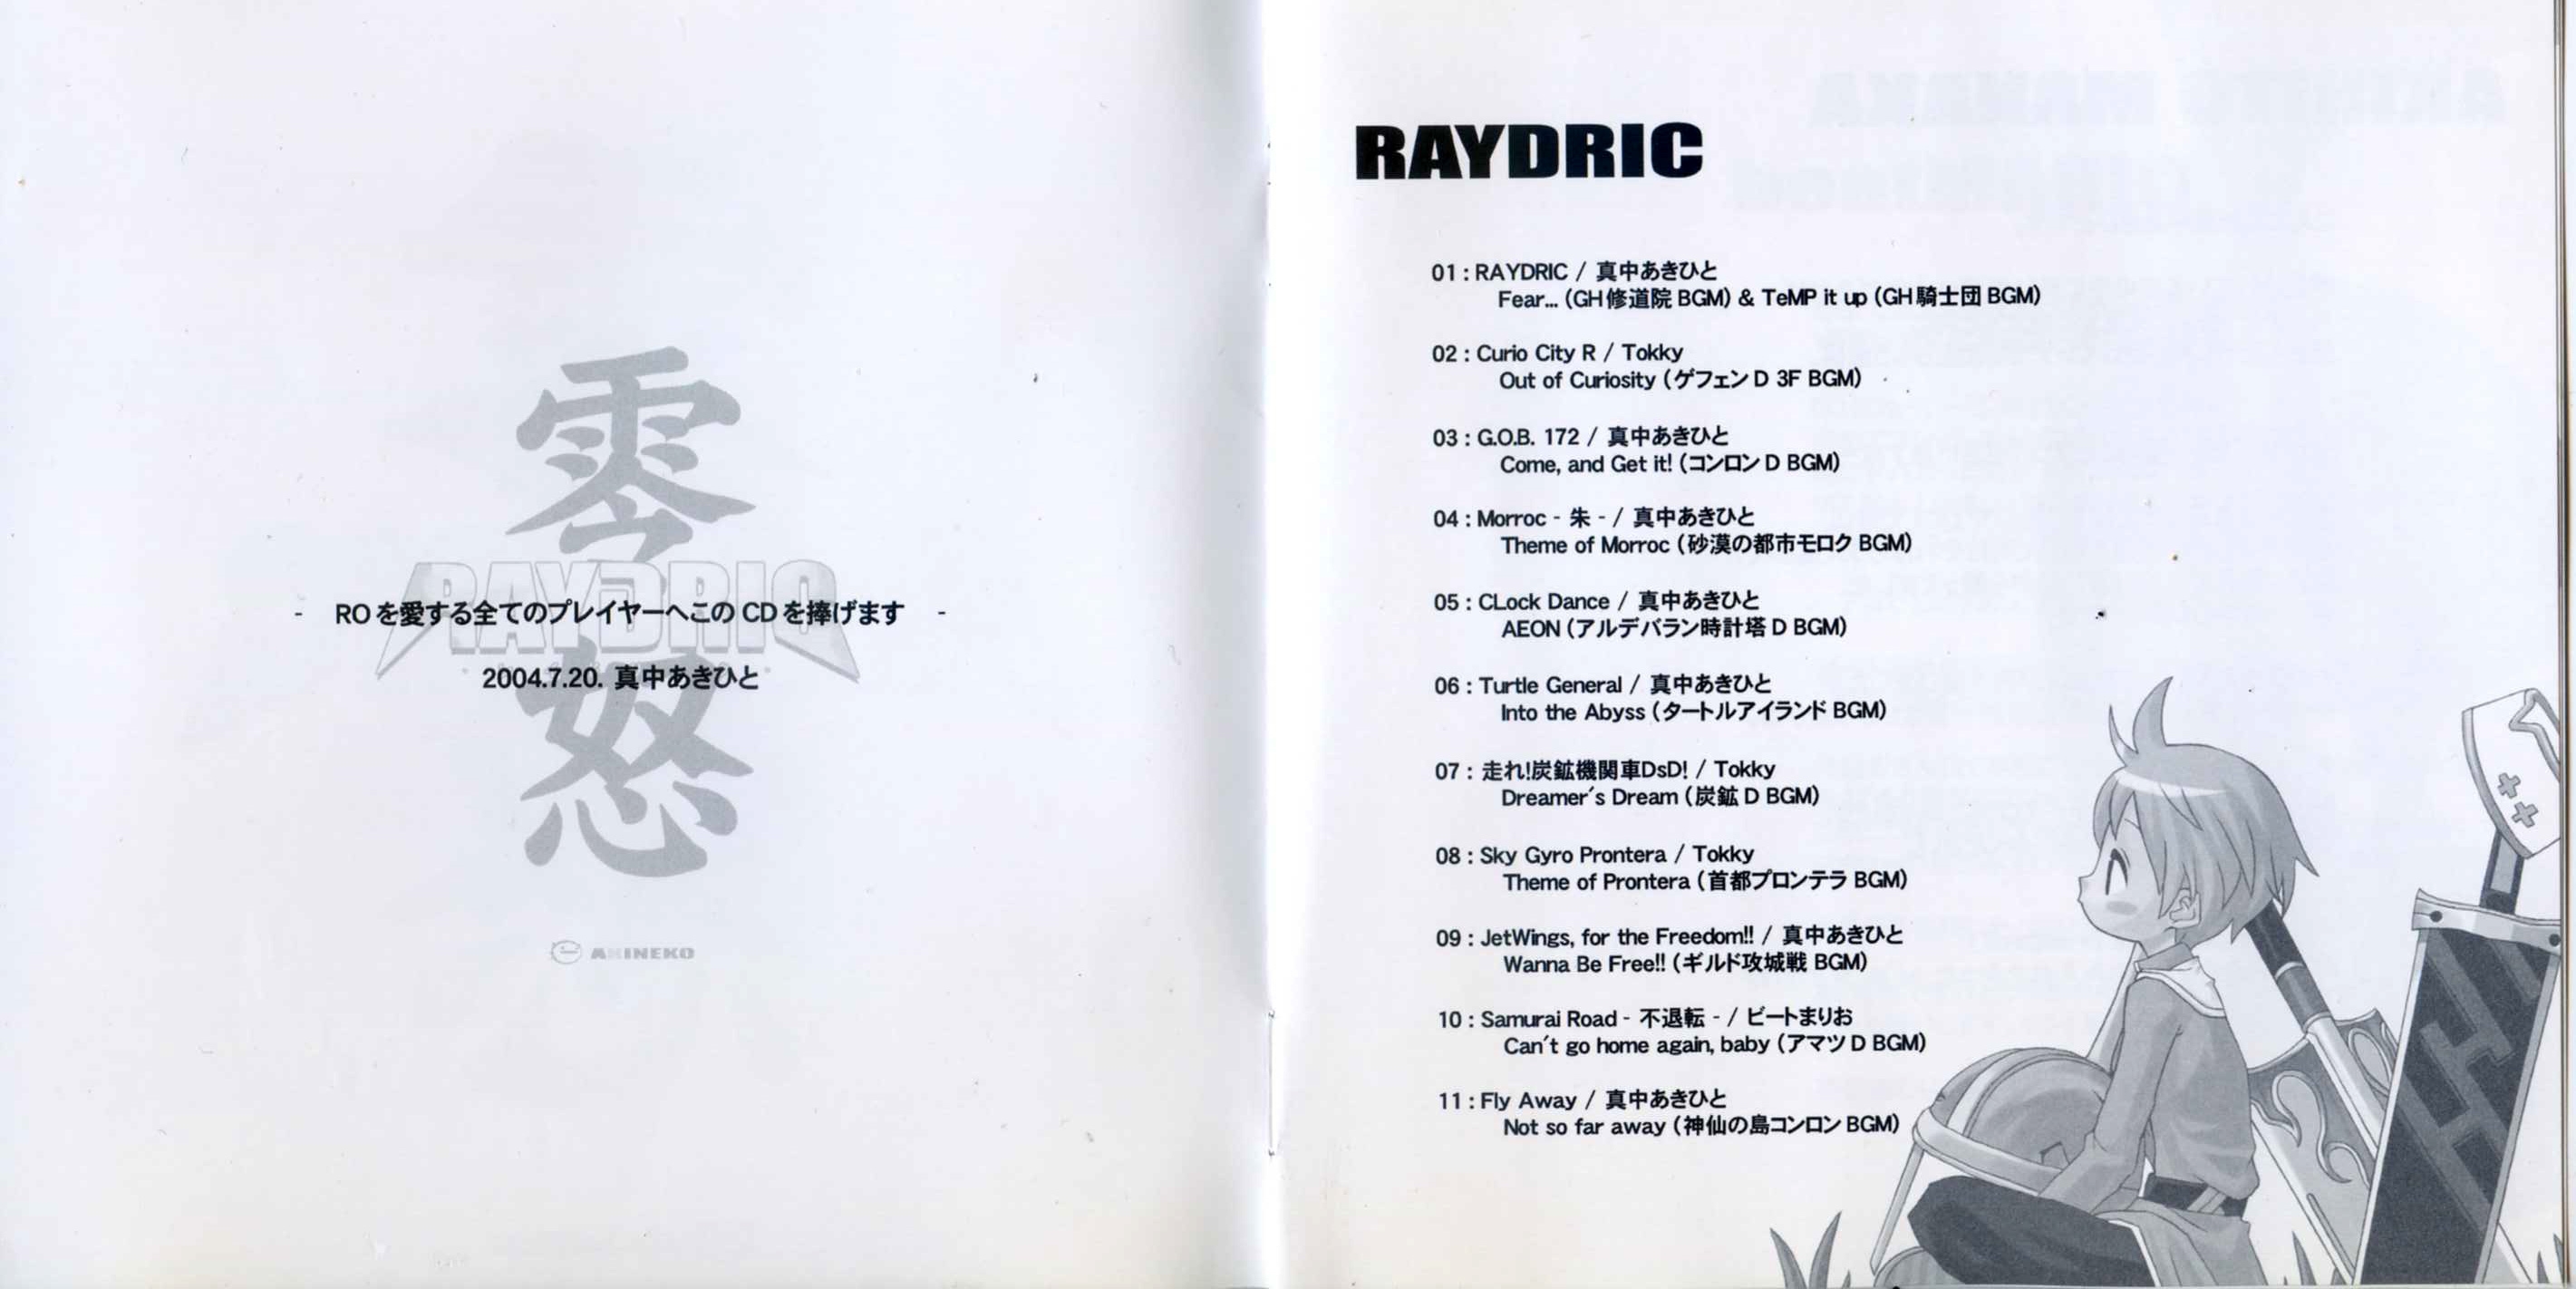 零怒
RAYDRIC
- ROを愛する全てのプレイヤーへこのCDを捧げます -
2004.7.20. 真中あきひと
AKINEKO
RAYDRIC
01 : RAYDRIC / 真中あきひと
Fear... (GH修道院 BGM) & TeMP it up (GH騎士団 BGM)
02 : Curio City R / Tokky
Out of Curiosity (ゲフェン D 3F BGM)
03 : G.O.B. 172 / 真中あきひと
Come, and Get it! (コンロン D BGM)
04 : Morroc - 朱 - / 真中あきひと
Theme of Morroc (砂漠の都市モロク BGM)
05 : CLock Dance / 真中あきひと
AEON (アルデバラン時計塔 D BGM)
06 : Turtle General / 真中あきひと
Into the Abyss (タートルアイランド BGM)
07 : 走れ!炭鉱機関車DsD! / Tokky
Dreamer's Dream (炭鉱 D BGM)
08 : Sky Gyro Prontera / Tokky
Theme of Prontera (首都プロンテラ BGM)
09 : JetWings, for the Freedom!! / 真中あきひと
Wanna Be Free!! (ギルド攻城戦 BGM)
10 : Samurai Road - 不退転 - / ビートまりお
Can't go home again, baby (アマツ D BGM)
11 : Fly Away / 真中あきひと
Not so far away (神仙の島コンロン BGM)